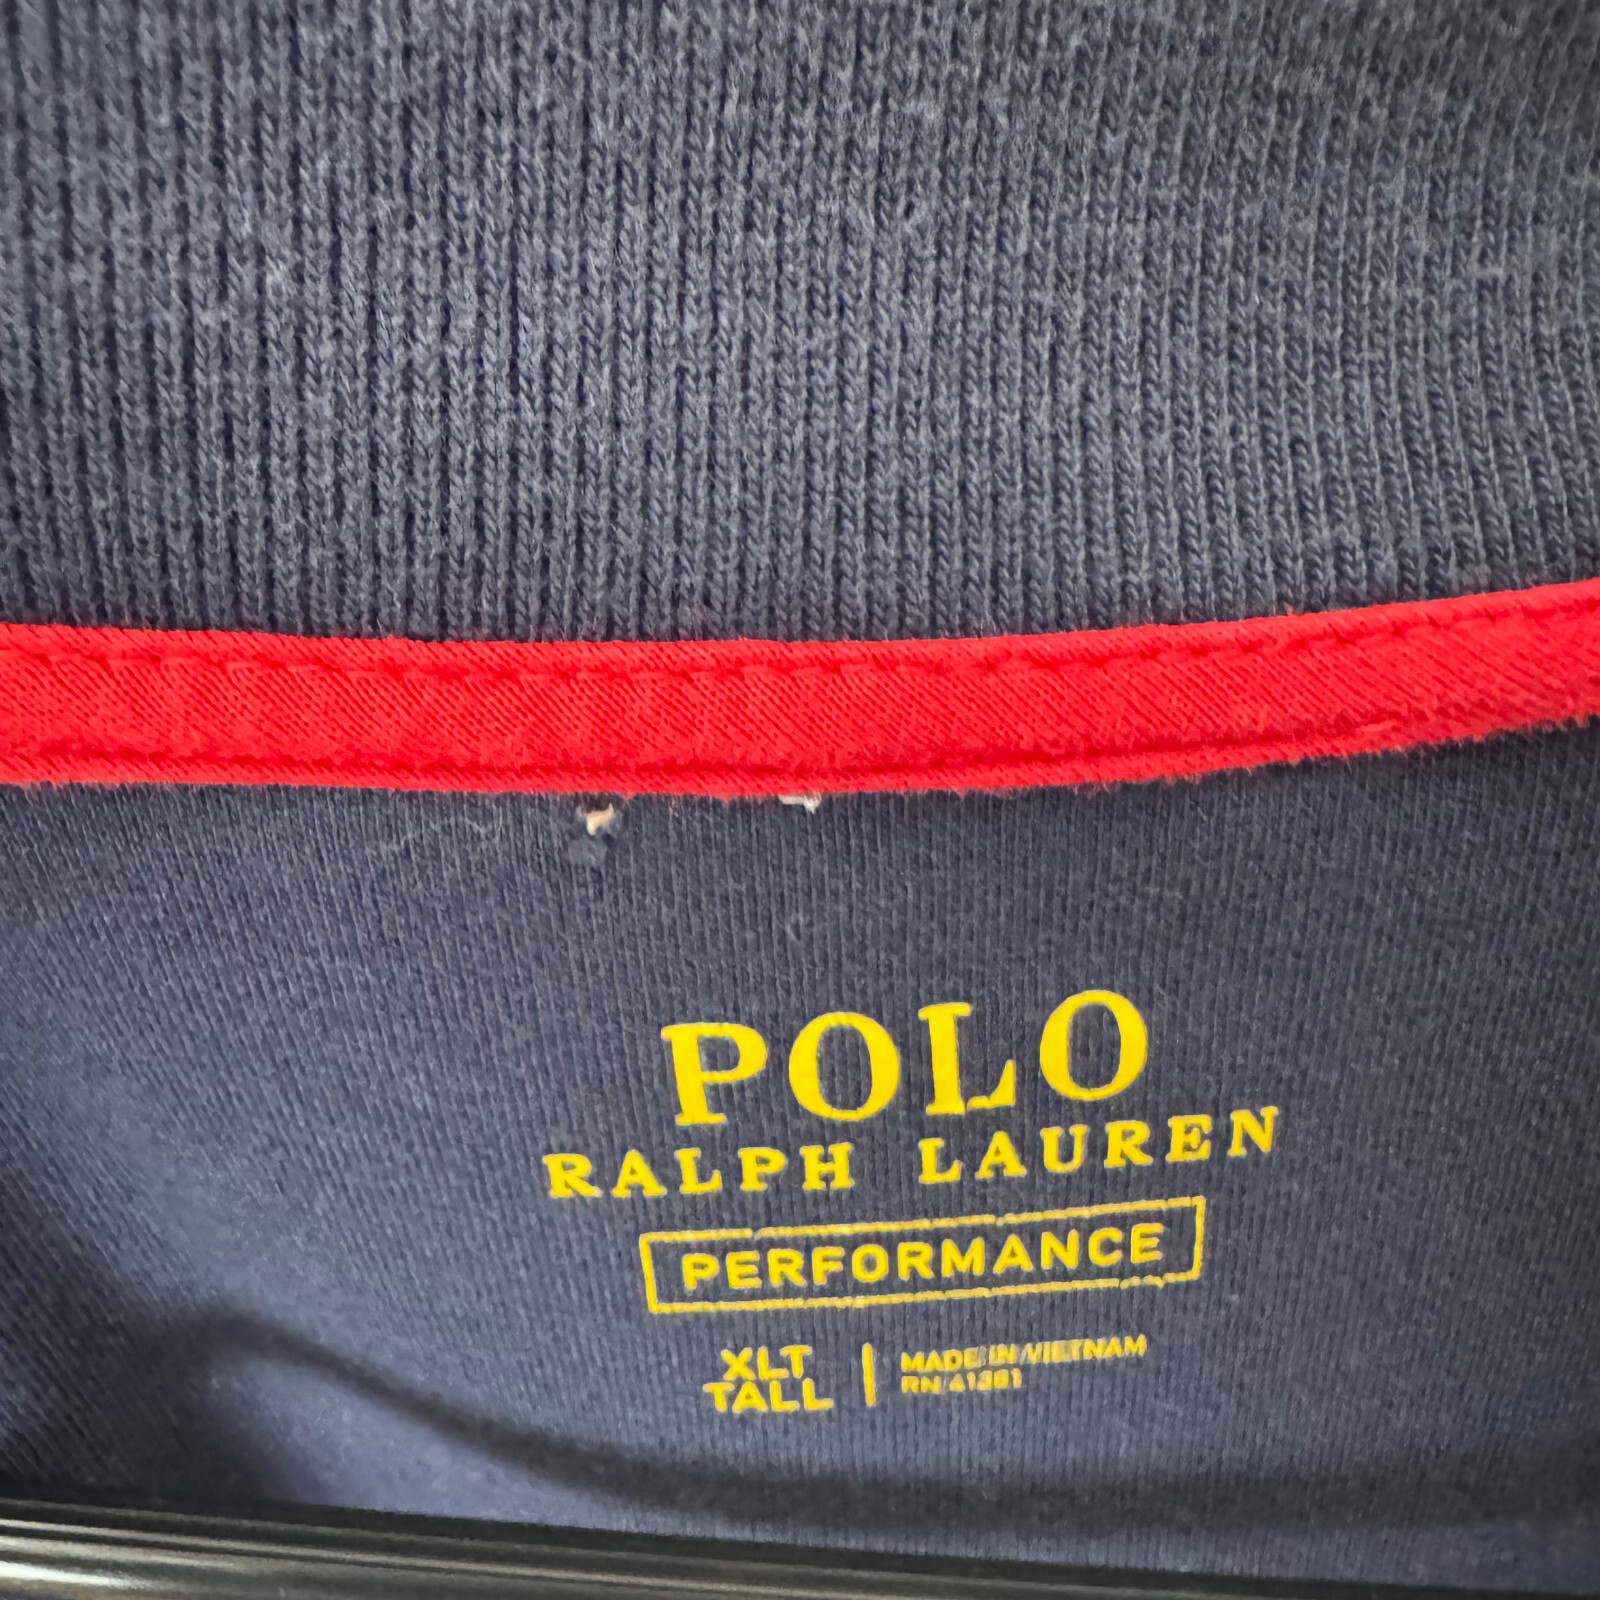 POLO
RALPH LAUREN
PERFORMANCE
XLT
TALL
MADE IN VIETNAM
RN 41381